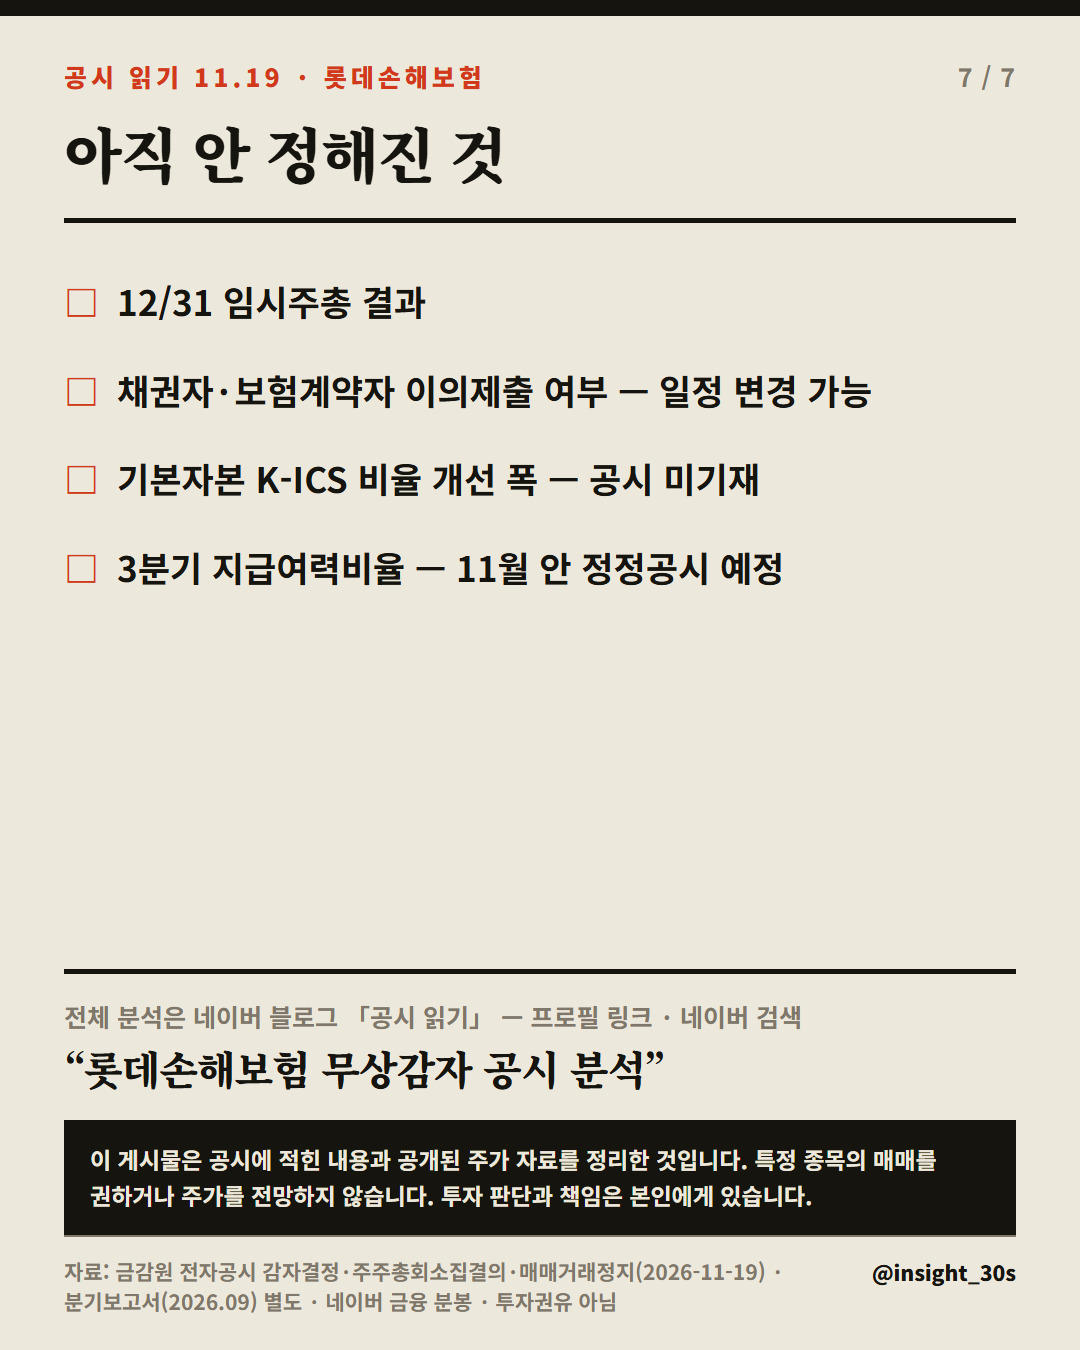 공시 읽기 11.19 · 롯데손해보험
7 / 7
아직 안 정해진 것
□ 12/31 임시주총 결과
□ 채권자·보험계약자 이의제출 여부 — 일정 변경 가능
□ 기본자본 K-ICS 비율 개선 폭 — 공시 미기재
□ 3분기 지급여력비율 — 11월 안 정정공시 예정
전체 분석은 네이버 블로그 「공시 읽기」 — 프로필 링크 · 네이버 검색
“롯데손해보험 무상감자 공시 분석”
이 게시물은 공시에 적힌 내용과 공개된 주가 자료를 정리한 것입니다. 특정 종목의 매매를
권하거나 주가를 전망하지 않습니다. 투자 판단과 책임은 본인에게 있습니다.
자료: 금감원 전자공시 감자결정·주주총회소집결의·매매거래정지(2026-11-19) ·
분기보고서(2026.09) 별도 · 네이버 금융 분봉 · 투자권유 아님
@insight_30s